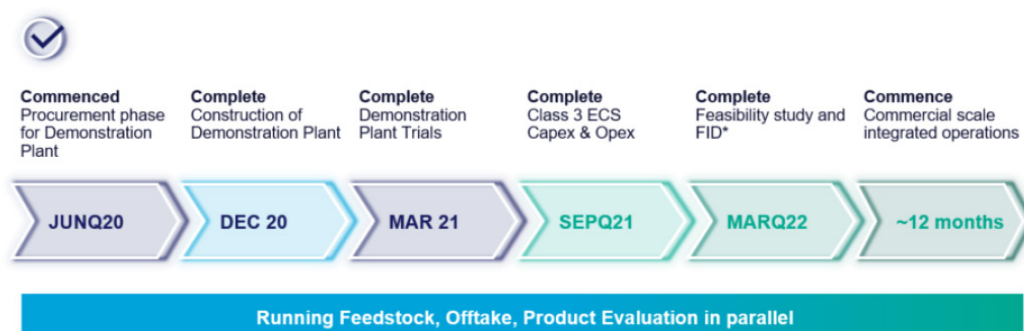 Commenced
Procurement phase
for Demonstration
Plant
Complete
Construction of
Demonstration Plant
Complete
Demonstration
Plant Trials
Complete
Class 3 ECS
Capex & Opex
Complete
Feasibility study and
FID*
Commence
Commercial scale
integrated operations
JUNQ20
DEC 20
MAR 21
SEPQ21
MARQ22
~12 months
Running Feedstock, Offtake, Product Evaluation in parallel